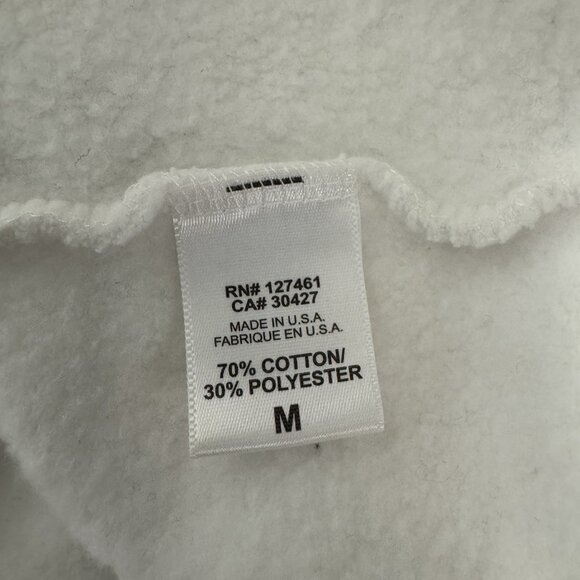 RN# 127461
CA# 30427
MADE IN U.S.A.
FABRIQUE EN U.S.A.
70% COTTON/
30% POLYESTER
M